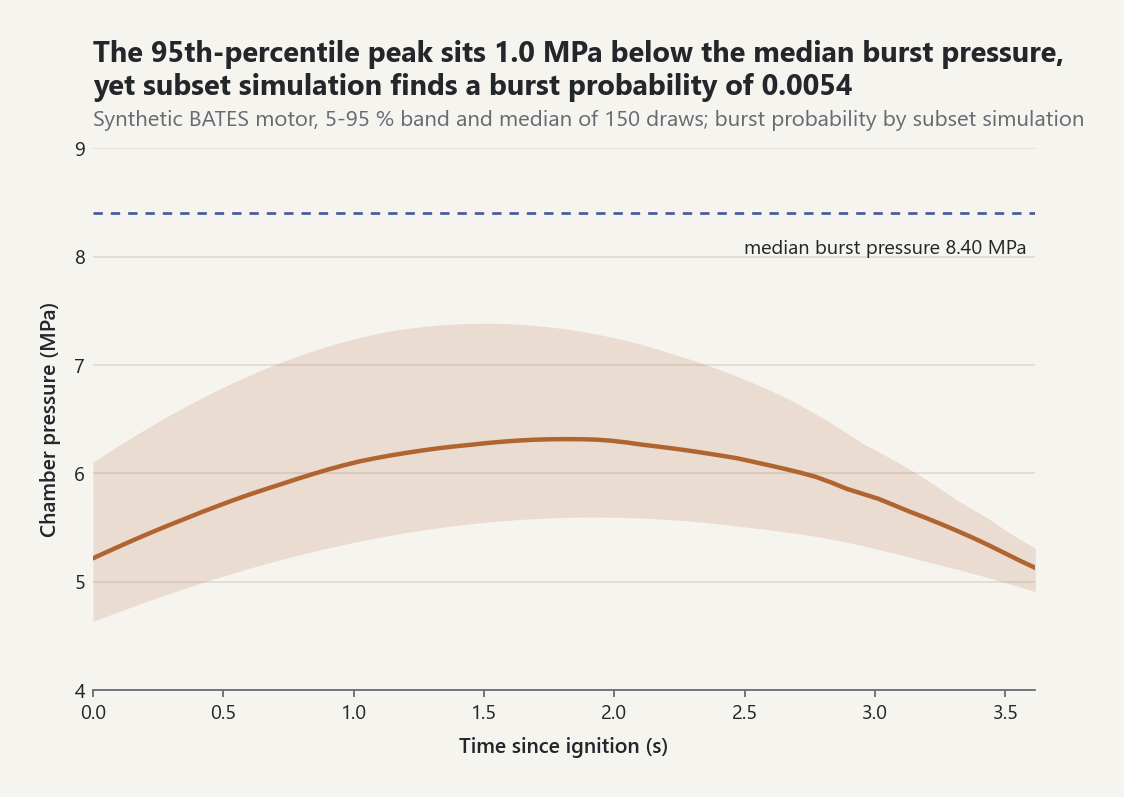 The 95th-percentile peak sits 1.0 MPa below the median burst pressure,
yet subset simulation finds a burst probability of 0.0054
Synthetic BATES motor, 5-95 % band and median of 150 draws; burst probability by subset simulation
9
median burst pressure 8.40 MPa
8
7
6
5
4
Chamber pressure (MPa)
0.0 0.5 1.0 1.5 2.0 2.5 3.0 3.5
Time since ignition (s)